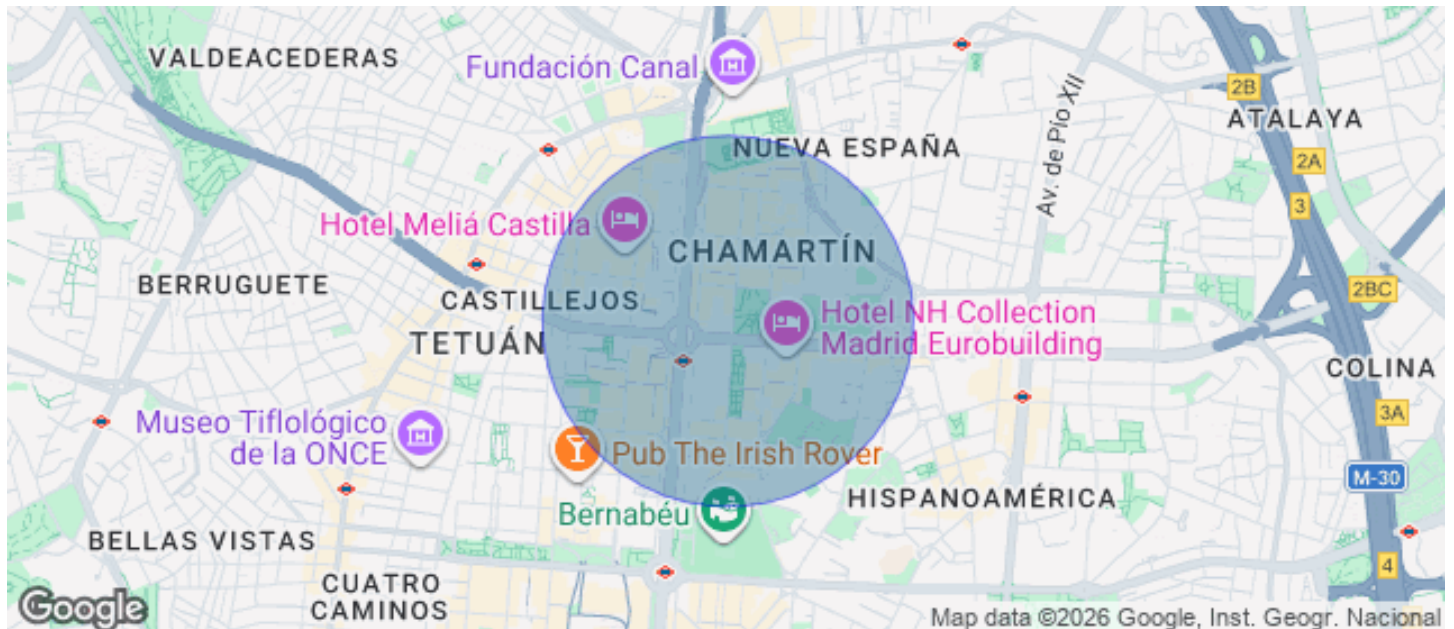 VALDEACEDERAS
Fundación Canal
Av. de Pío XII
2B
ATALAYA
NUEVA ESPAÑA
2A
3
Hotel Meliá Castilla
CHAMARTÍN
BERRUGUETE
CASTILLEJOS
2BC
Hotel NH Collection
Madrid Eurobuilding
TETUÁN
COLINA
Museo Tiflológico
de la ONCE
3A
Pub The Irish Rover
M-30
HISPANOAMÉRICA
Bernabéu
BELLAS VISTAS
4
CUATRO
CAMINOS
Google
Map data ©2026 Google, Inst. Geogr. Nacional